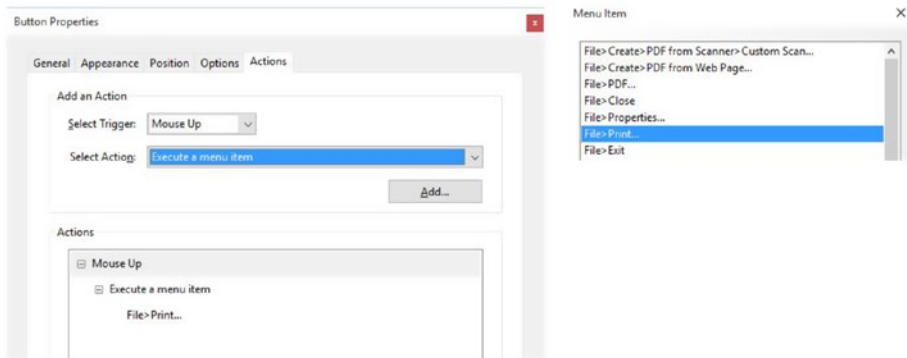 Button Properties
x
General Appearance Position Options Actions
Add an Action
Select Trigger: Mouse Up
Select Action: Execute a menu item
Add...
Actions
Mouse Up
Execute a menu item
File>Print...
Menu Item
File>Create>PDF from Scanner>Custom Scan...
File>Create>PDF from Web Page...
File>PDF...
File>Close
File>Properties...
File>Print...
File>Exit